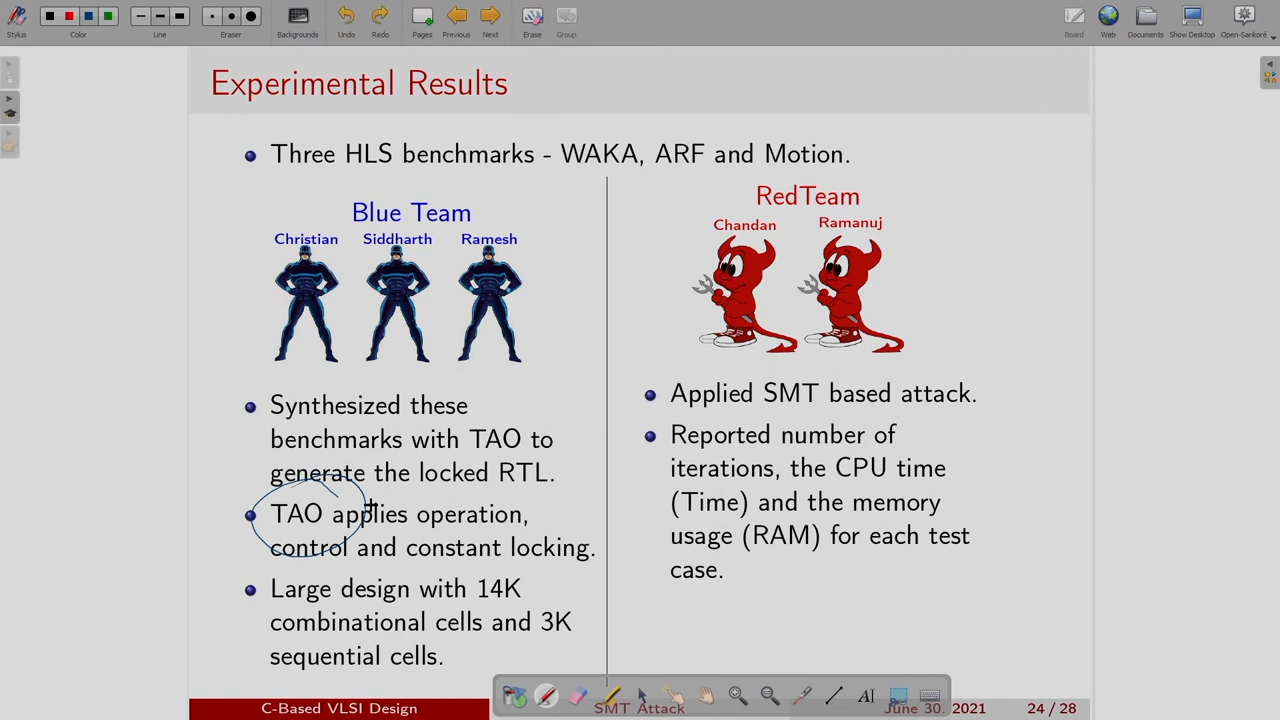 Stylus
Color
Line
Eraser
Backgrounds
Undo
Redo
Pages
Previous
Next
Erase
Group
Board
Web
Documents
Show Desktop
Open-Sankoré
Experimental Results
Three HLS benchmarks - WAKA, ARF and Motion.
Blue Team
Christian Siddharth Ramesh
Synthesized these
benchmarks with TAO to
generate the locked RTL.
TAO applies operation,
control and constant locking.
Large design with 14K
combinational cells and 3K
sequential cells.
RedTeam
Chandan Ramanuj
Applied SMT based attack.
Reported number of
iterations, the CPU time
(Time) and the memory
usage (RAM) for each test
case.
C-Based VLSI Design
SMT Attack
June 30, 2021
24 / 28